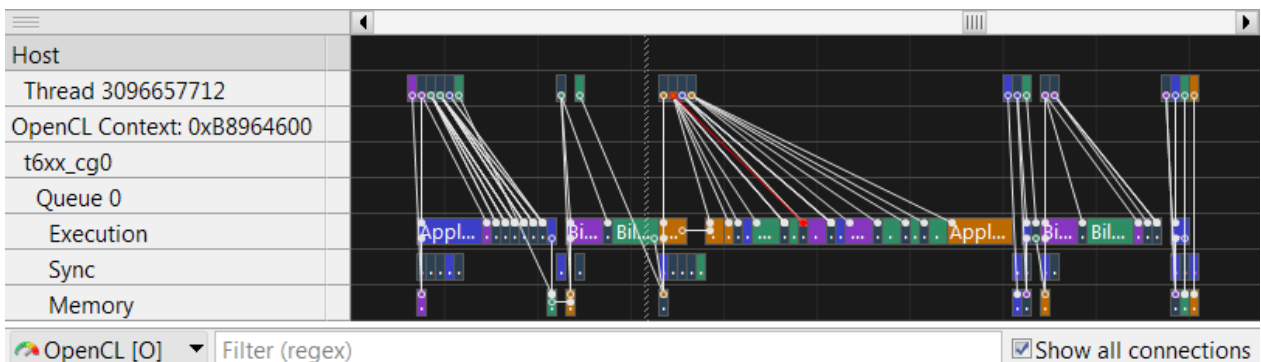 Host
Thread 3096657712
OpenCL Context: 0xB8964600
t6xx_cg0
Queue 0
Execution
Appl... Bi... Bil... ... ... Appl... Bi... Bil...
Sync
Memory
OpenCL [O] Filter (regex) Show all connections